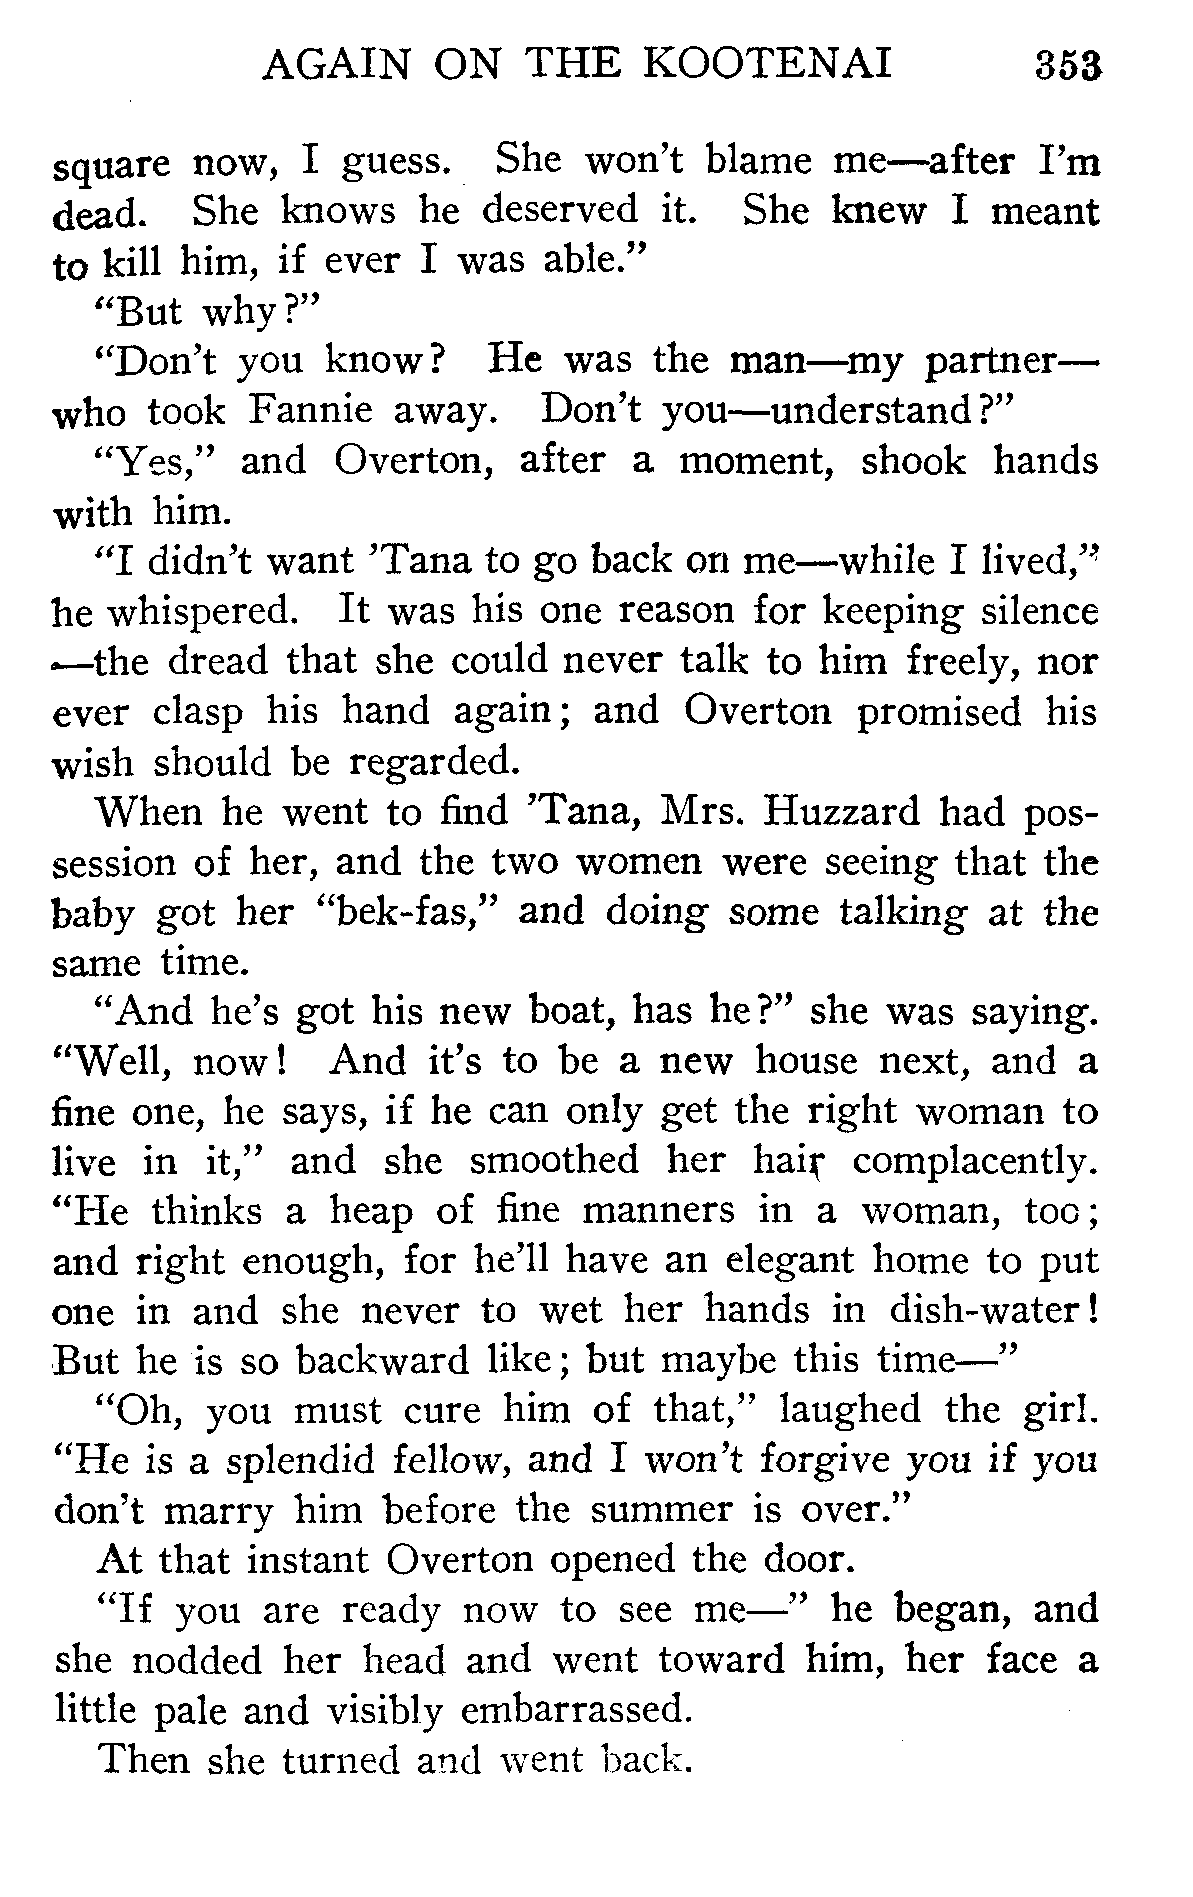 AGAIN ON THE KOOTENAI 353
square now, I guess. She won't blame me—after I'm
dead. She knows he deserved it. She knew I meant
to kill him, if ever I was able.”
“But why?”
“Don't you know? He was the man—my partner—
who took Fannie away. Don't you—understand?”
“Yes,” and Overton, after a moment, shook hands
with him.
“I didn't want ’Tana to go back on me—while I lived,”
he whispered. It was his one reason for keeping silence
—the dread that she could never talk to him freely, nor
ever clasp his hand again; and Overton promised his
wish should be regarded.
When he went to find ’Tana, Mrs. Huzzard had pos-
session of her, and the two women were seeing that the
baby got her “bek-fas,” and doing some talking at the
same time.
“And he's got his new boat, has he?” she was saying.
“Well, now! And it's to be a new house next, and a
fine one, he says, if he can only get the right woman to
live in it,” and she smoothed her hair complacently.
“He thinks a heap of fine manners in a woman, too;
and right enough, for he'll have an elegant home to put
one in and she never to wet her hands in dish-water!
But he is so backward like; but maybe this time—”
“Oh, you must cure him of that,” laughed the girl.
“He is a splendid fellow, and I won't forgive you if you
don't marry him before the summer is over.”
At that instant Overton opened the door.
“If you are ready now to see me—” he began, and
she nodded her head and went toward him, her face a
little pale and visibly embarrassed.
Then she turned and went back.